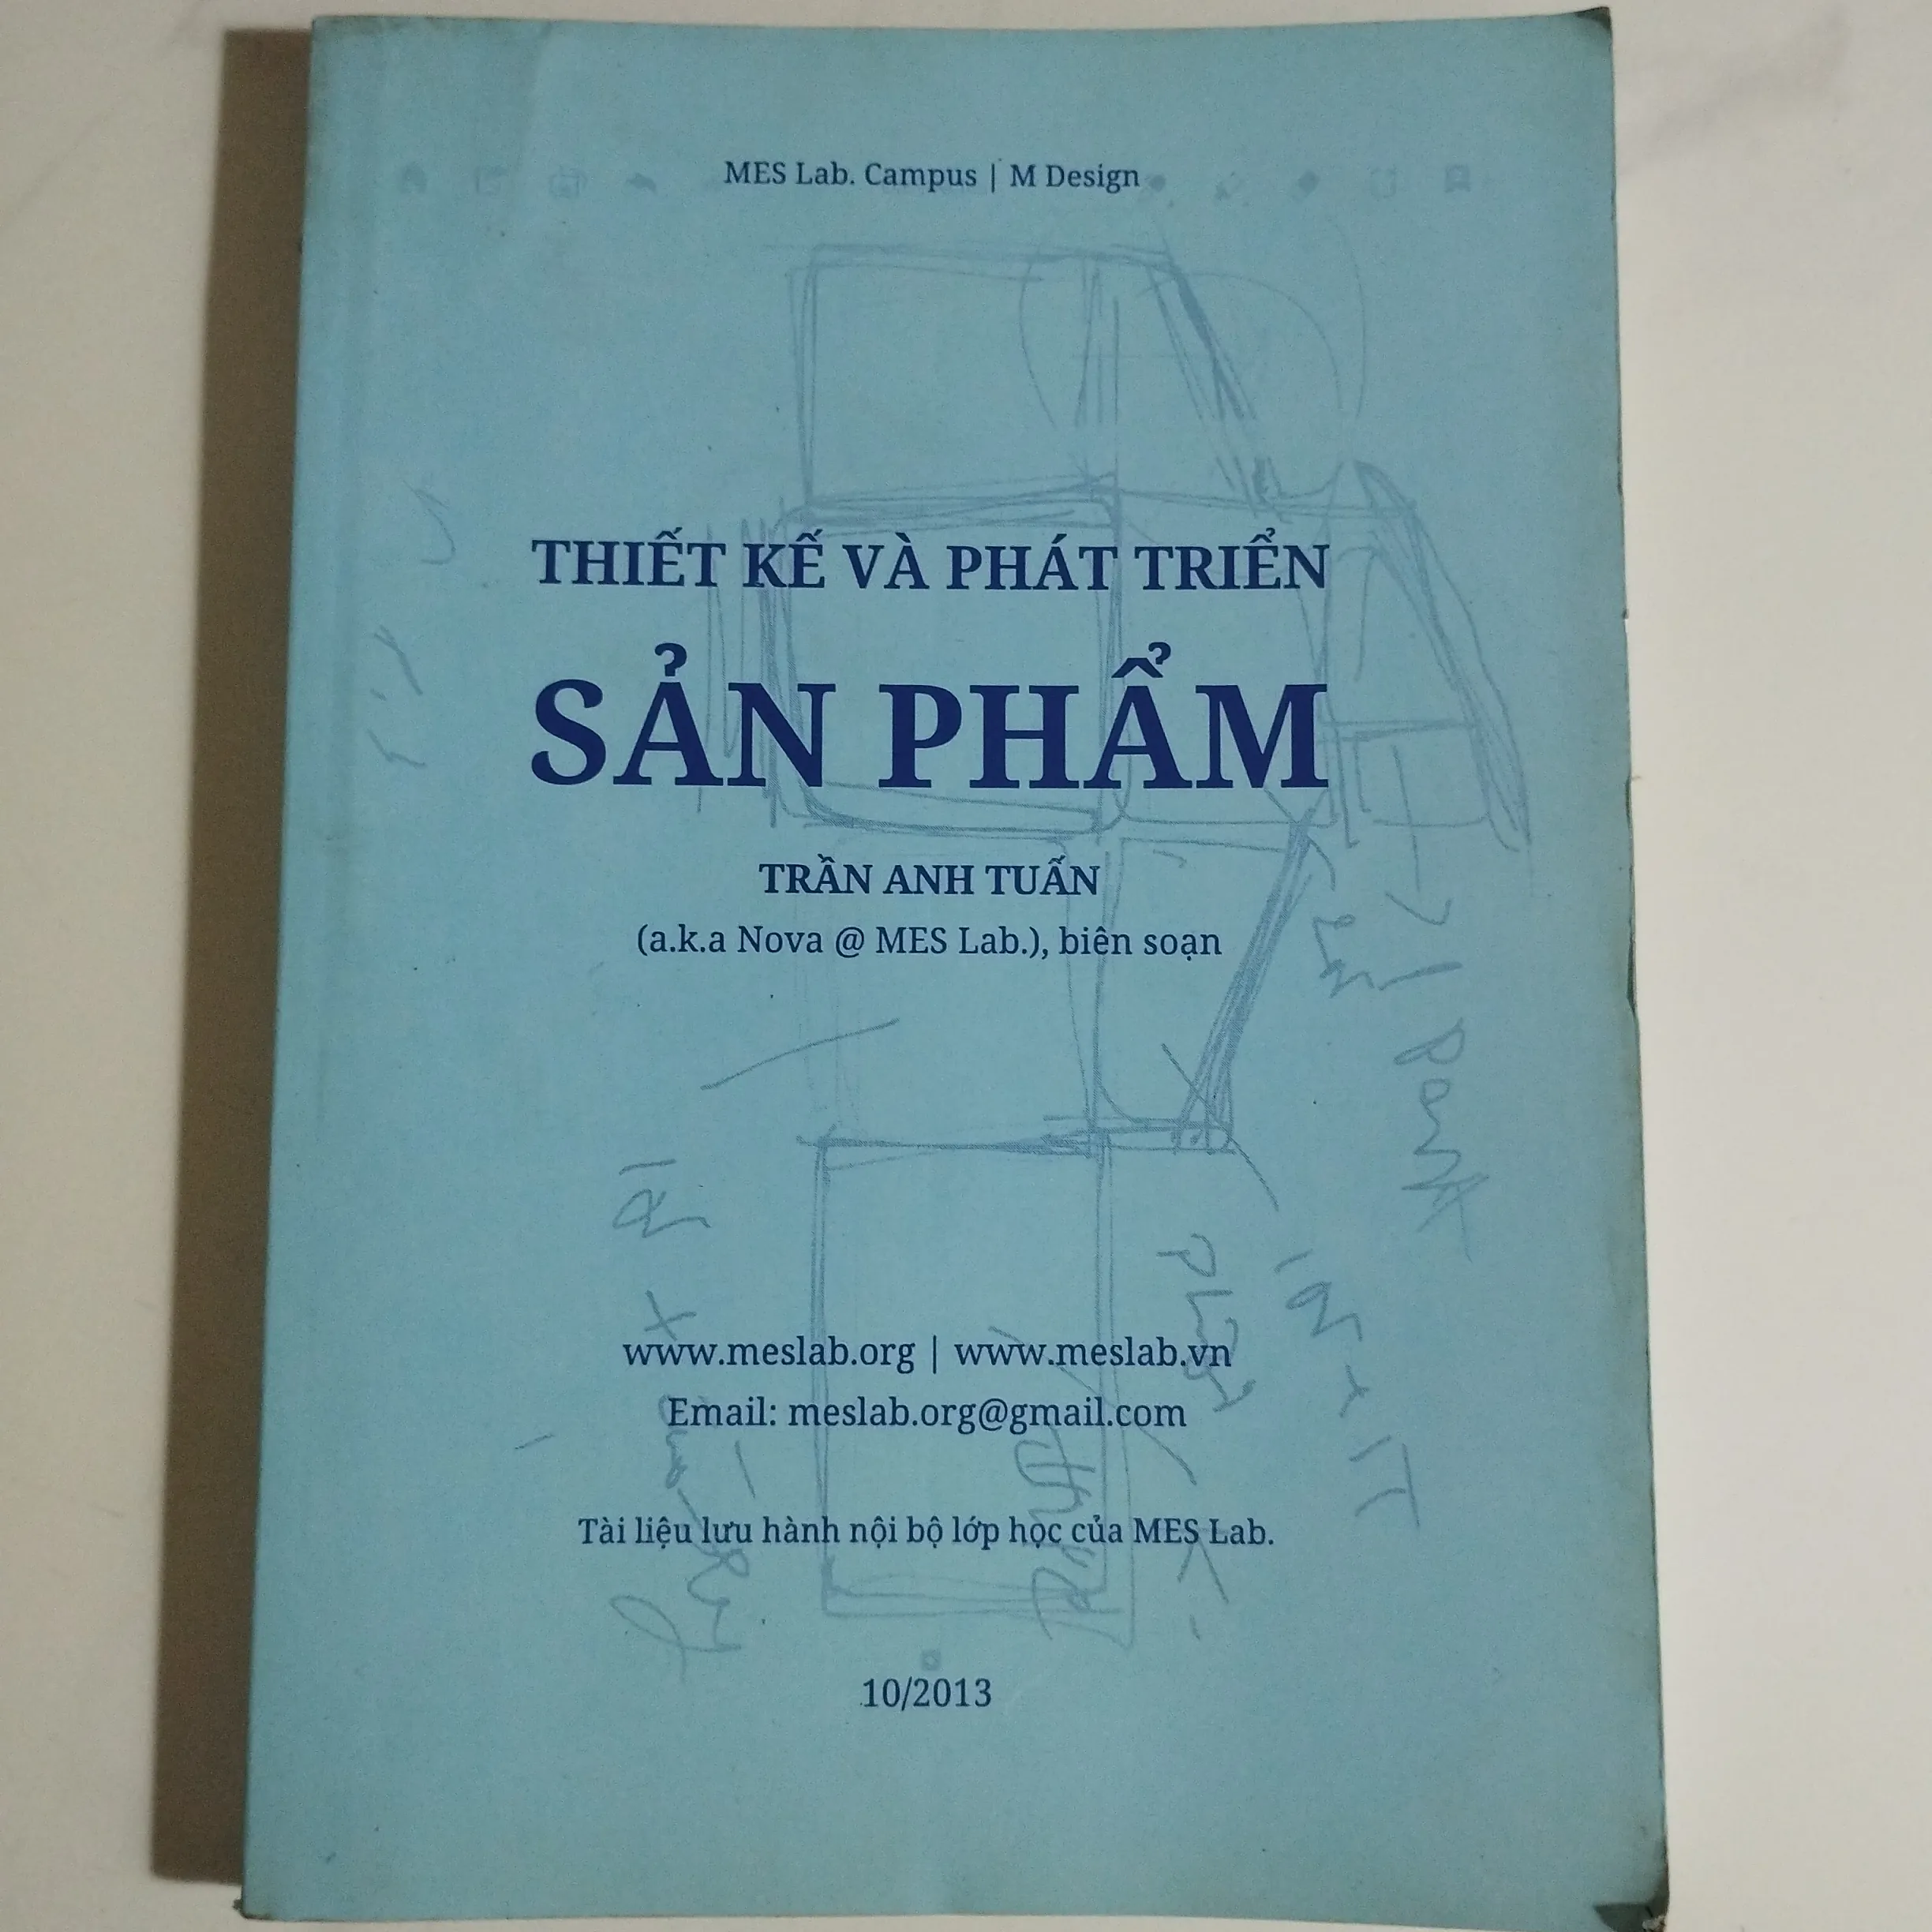 MES Lab. Campus | M Design
THIẾT KẾ VÀ PHÁT TRIỂN
SẢN PHẨM
TRẦN ANH TUẤN
(a.k.a Nova @ MES Lab.), biên soạn
www.meslab.org | www.meslab.vn
Email: meslab.org@gmail.com
Tài liệu lưu hành nội bộ lớp học của MES Lab.
10/2013